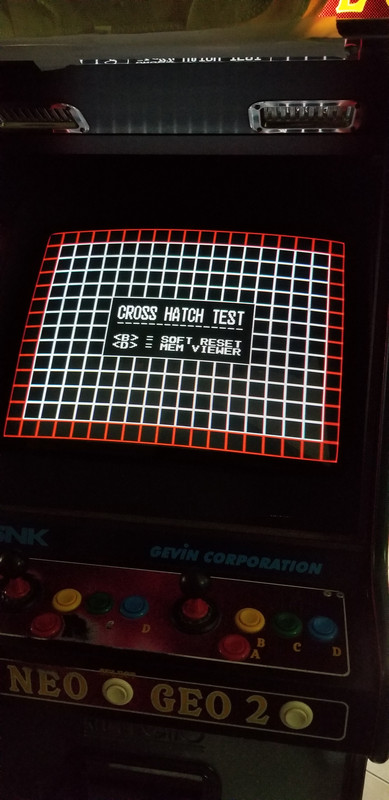 CROSS HATCH TEST
<B> = SOFT RESET
<D> = MEM VIEWER
SNK
GEVIN CORPORATION
D
B
A
C
D
NEO GEO 2